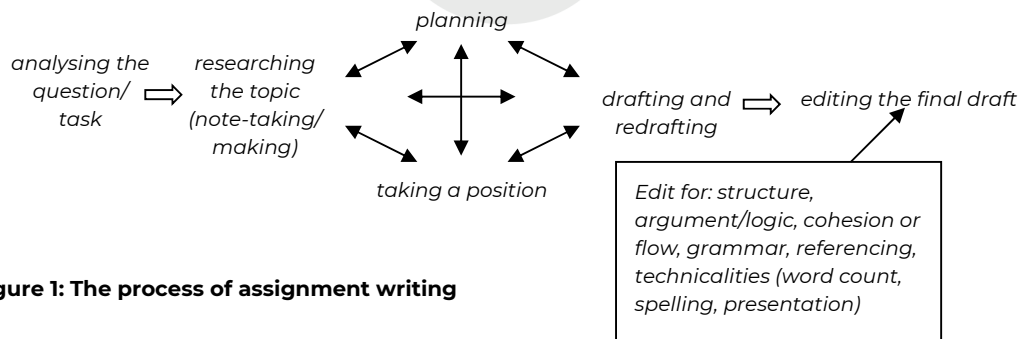 planning
analysing the
question/
task
researching
the topic
(note-taking/
making)
drafting and
redrafting
editing the final draft
taking a position
Edit for: structure,
argument/logic, cohesion or
flow, grammar, referencing,
technicalities (word count,
spelling, presentation)
gure 1: The process of assignment writing